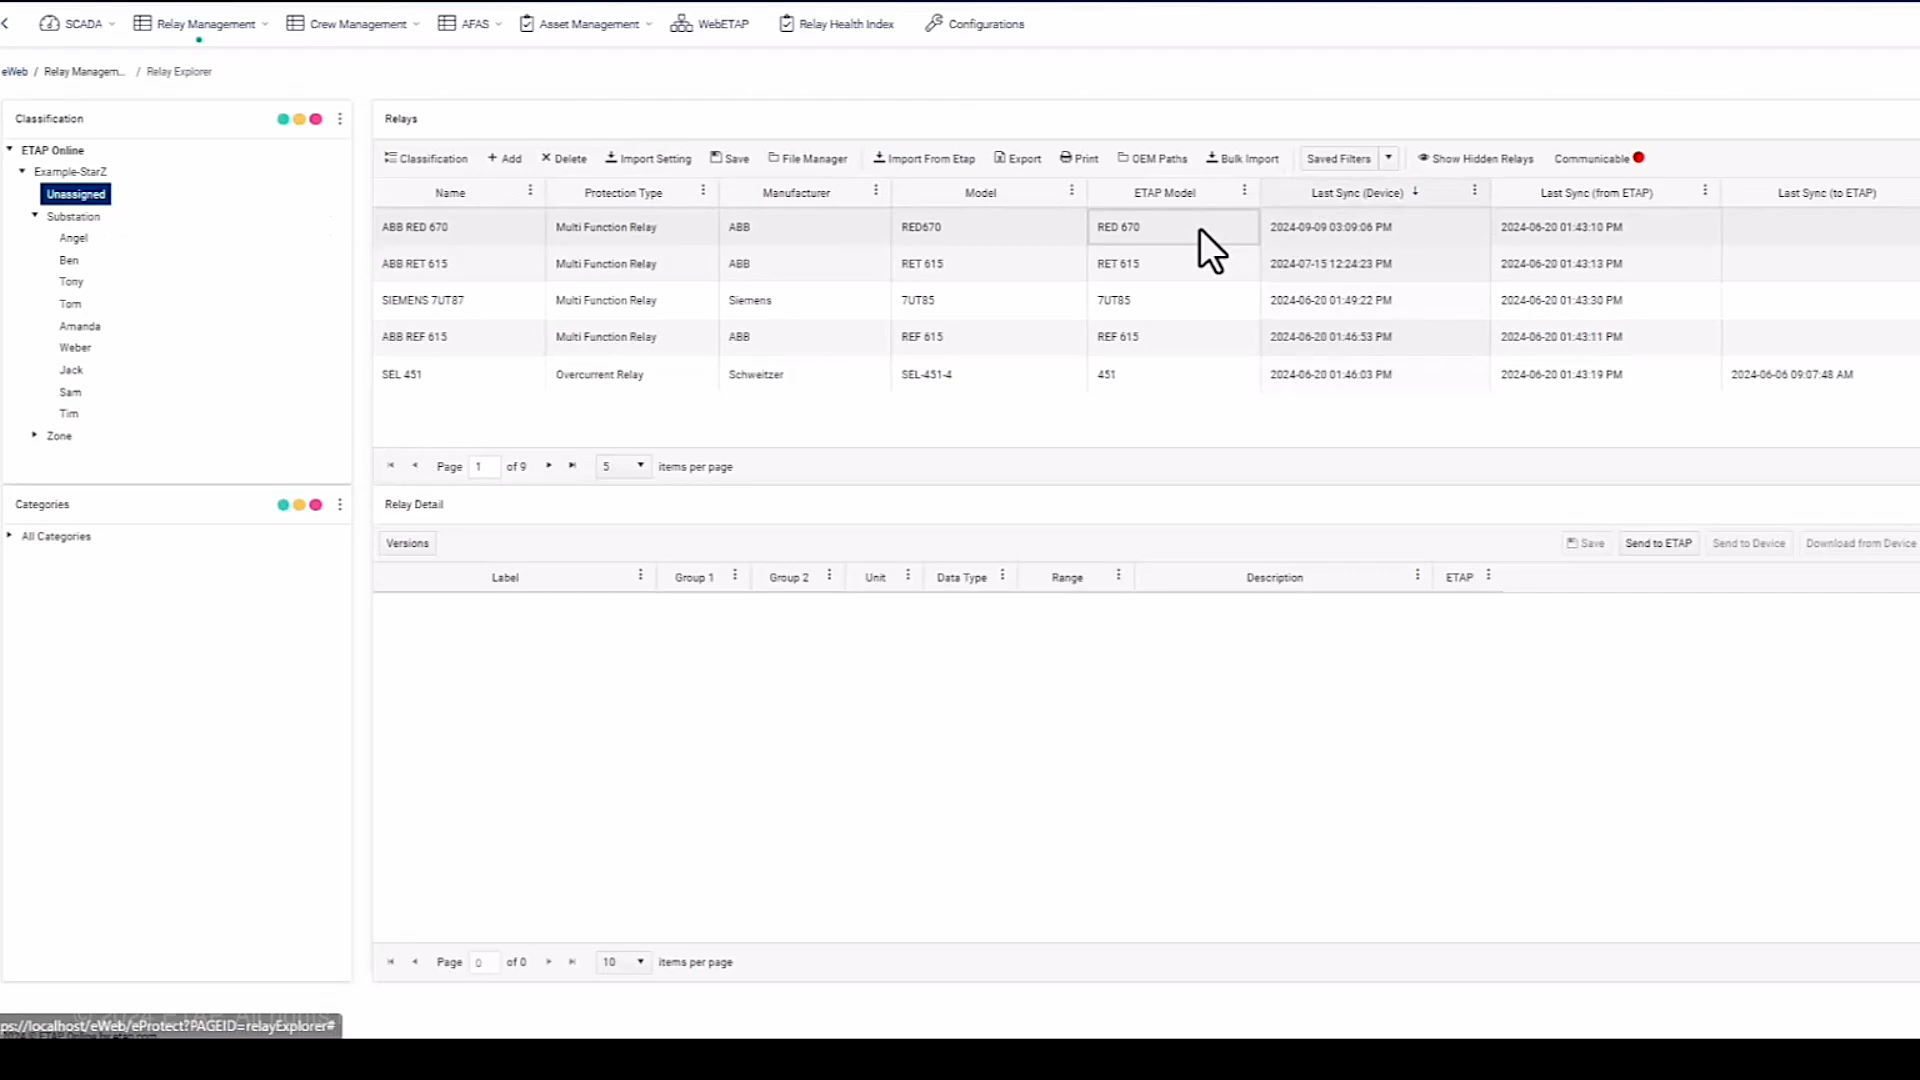 SCADA Relay Management Crew Management AFAS Asset Management WebETAP Relay Health Index Configurations
eWeb / Relay Managem... / Relay Explorer
Classification
ETAP Online
Example-StarZ
Unassigned
Substation
Angel
Ben
Tony
Tom
Amanda
Weber
Jack
Sam
Tim
Zone
Categories
All Categories
Relays
Classification + Add Delete Import Setting Save File Manager Import From Etap Export Print OEM Paths Bulk Import Saved Filters Show Hidden Relays Communicable
Name Protection Type Manufacturer Model ETAP Model Last Sync (Device) ↓ Last Sync (from ETAP) Last Sync (to ETAP)
ABB RED 670 Multi Function Relay ABB RED670 RED 670 2024-09-09 03:09:06 PM 2024-06-20 01:43:10 PM
ABB RET 615 Multi Function Relay ABB RET 615 RET 615 2024-07-15 12:24:23 PM 2024-06-20 01:43:13 PM
SIEMENS 7UT87 Multi Function Relay Siemens 7UT85 7UT85 2024-06-20 01:49:22 PM 2024-06-20 01:43:30 PM
ABB REF 615 Multi Function Relay ABB REF 615 REF 615 2024-06-20 01:46:53 PM 2024-06-20 01:43:11 PM
SEL 451 Overcurrent Relay Schweitzer SEL-451-4 451 2024-06-20 01:46:03 PM 2024-06-20 01:43:19 PM 2024-06-06 09:07:48 AM
Page 1 of 9 5 items per page
Relay Detail
Versions Save Send to ETAP Send to Device Download from Device
Label Group 1 Group 2 Unit Data Type Range Description ETAP
Page 0 of 0 10 items per page
ps://localhost/eWeb/eProtect?PAGEID=relayExplorer#